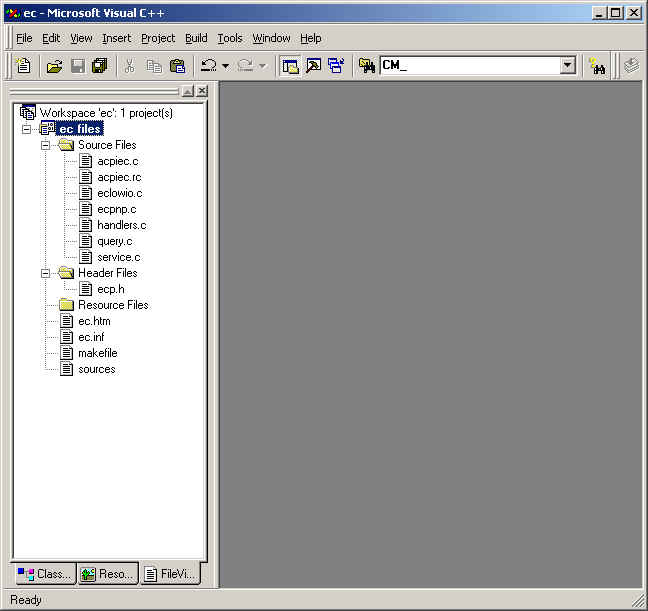 ec - Microsoft Visual C++
File Edit View Insert Project Build Tools Window Help
CM_
Workspace 'ec': 1 project(s)
ec files
Source Files
acpiec.c
acpiec.rc
eclowio.c
ecpnp.c
handlers.c
query.c
service.c
Header Files
ecp.h
Resource Files
ec.htm
ec.inf
makefile
sources
Class... Reso... FileVi...
Ready